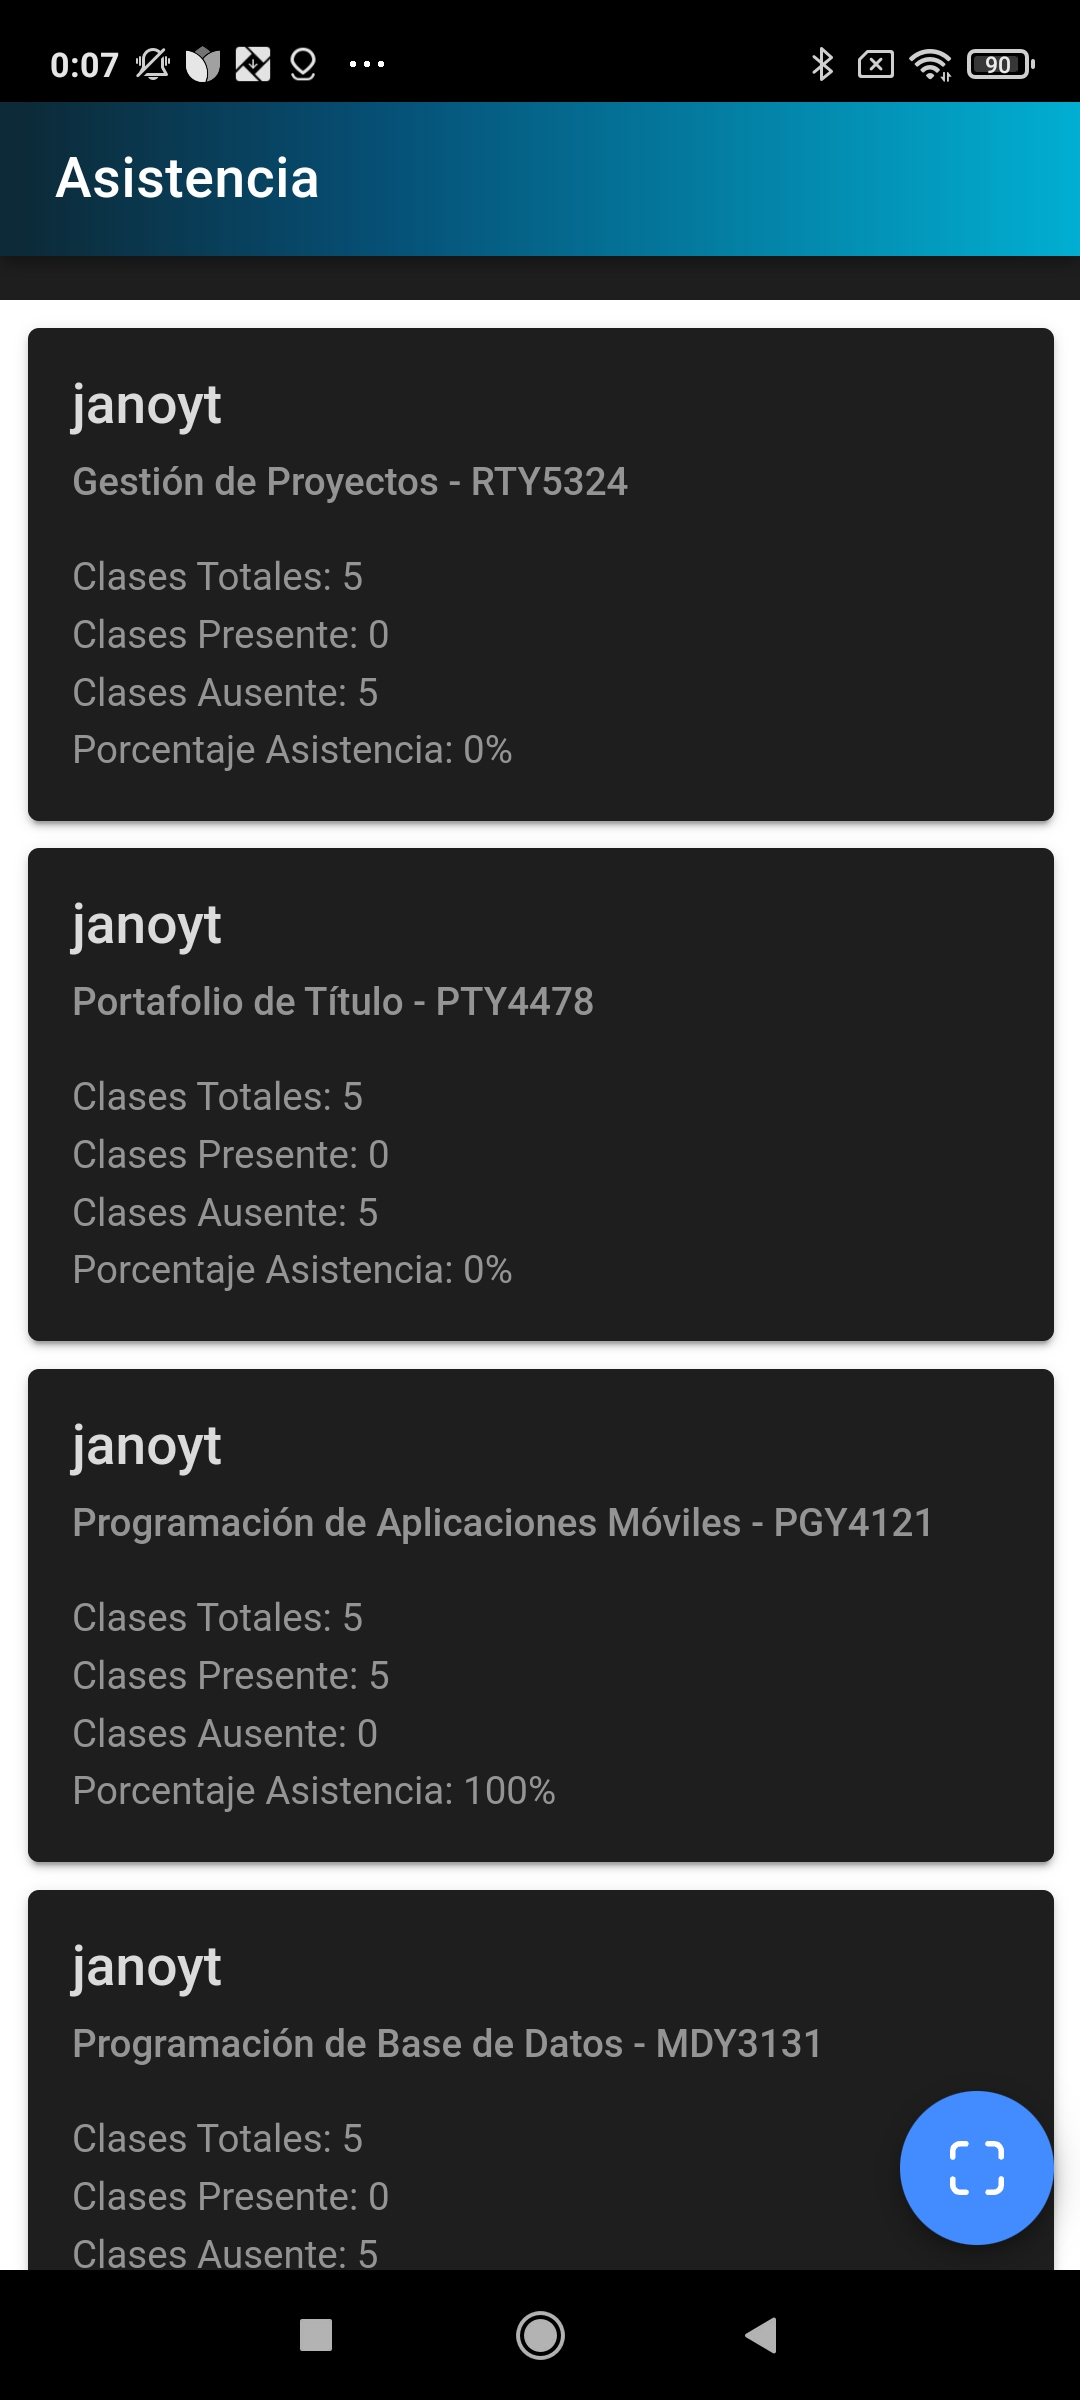 0:07
90
Asistencia
janoyt
Gestión de Proyectos - RTY5324
Clases Totales: 5
Clases Presente: 0
Clases Ausente: 5
Porcentaje Asistencia: 0%
janoyt
Portafolio de Título - PTY4478
Clases Totales: 5
Clases Presente: 0
Clases Ausente: 5
Porcentaje Asistencia: 0%
janoyt
Programación de Aplicaciones Móviles - PGY4121
Clases Totales: 5
Clases Presente: 5
Clases Ausente: 0
Porcentaje Asistencia: 100%
janoyt
Programación de Base de Datos - MDY3131
Clases Totales: 5
Clases Presente: 0
Clases Ausente: 5